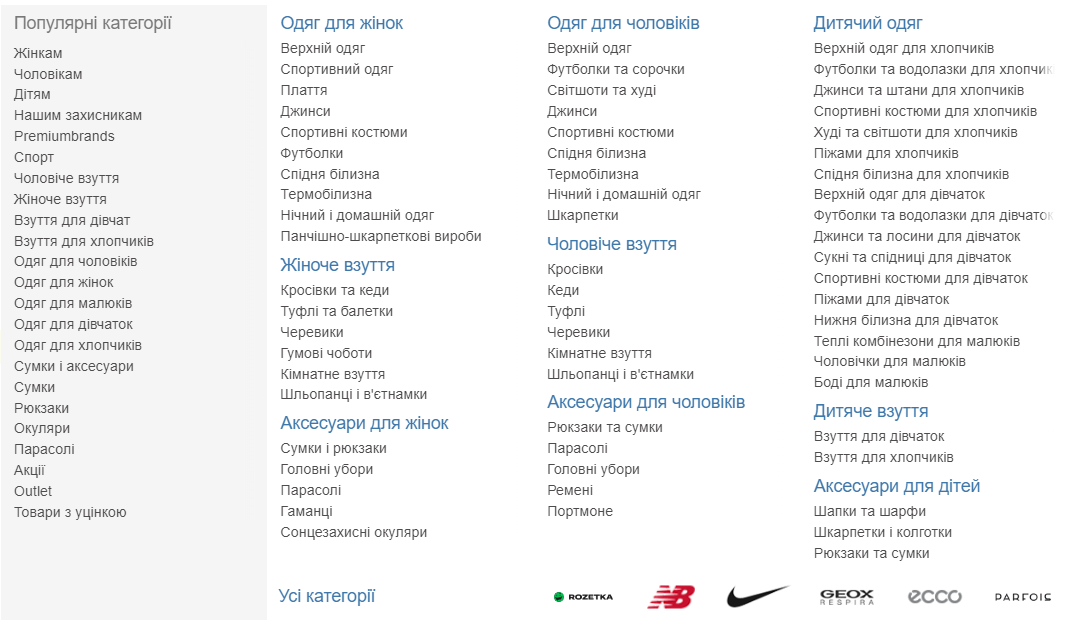 Популярні категорії
Жінкам
Чоловікам
Дітям
Нашим захисникам
Premiumbrands
Спорт
Чоловіче взуття
Жіноче взуття
Взуття для дівчат
Взуття для хлопчиків
Одяг для чоловіків
Одяг для жінок
Одяг для малюків
Одяг для дівчаток
Одяг для хлопчиків
Сумки і аксесуари
Сумки
Рюкзаки
Окуляри
Парасолі
Акції
Outlet
Товари з уцінкою
Одяг для жінок
Верхній одяг
Спортивний одяг
Плаття
Джинси
Спортивні костюми
Футболки
Спідня білизна
Термобілизна
Нічний і домашній одяг
Панчішно-шкарпеткові вироби
Жіноче взуття
Кросівки та кеди
Туфлі та балетки
Черевики
Гумові чоботи
Кімнатне взуття
Шльопанці і в'єтнамки
Аксесуари для жінок
Сумки і рюкзаки
Головні убори
Парасолі
Гаманці
Сонцезахисні окуляри
Одяг для чоловіків
Верхній одяг
Футболки та сорочки
Світшоти та худі
Джинси
Спортивні костюми
Спідня білизна
Термобілизна
Нічний і домашній одяг
Шкарпетки
Чоловіче взуття
Кросівки
Кеди
Туфлі
Черевики
Кімнатне взуття
Шльопанці і в'єтнамки
Аксесуари для чоловіків
Рюкзаки та сумки
Парасолі
Головні убори
Ремені
Портмоне
Дитячий одяг
Верхній одяг для хлопчиків
Футболки та водолазки для хлопчик
Джинси та штани для хлопчиків
Спортивні костюми для хлопчиків
Худі та світшоти для хлопчиків
Піжами для хлопчиків
Спідня білизна для хлопчиків
Верхній одяг для дівчаток
Футболки та водолазки для дівчаток
Джинси та лосини для дівчаток
Сукні та спідниці для дівчаток
Спортивні костюми для дівчаток
Піжами для дівчаток
Нижня білизна для дівчаток
Теплі комбінезони для малюків
Чоловічки для малюків
Боді для малюків
Дитяче взуття
Взуття для дівчаток
Взуття для хлопчиків
Аксесуари для дітей
Шапки та шарфи
Шкарпетки і колготки
Рюкзаки та сумки
Усі категорії
ROZETKA
NB
GEOX
RESPIRA
ecco
PARFOIS